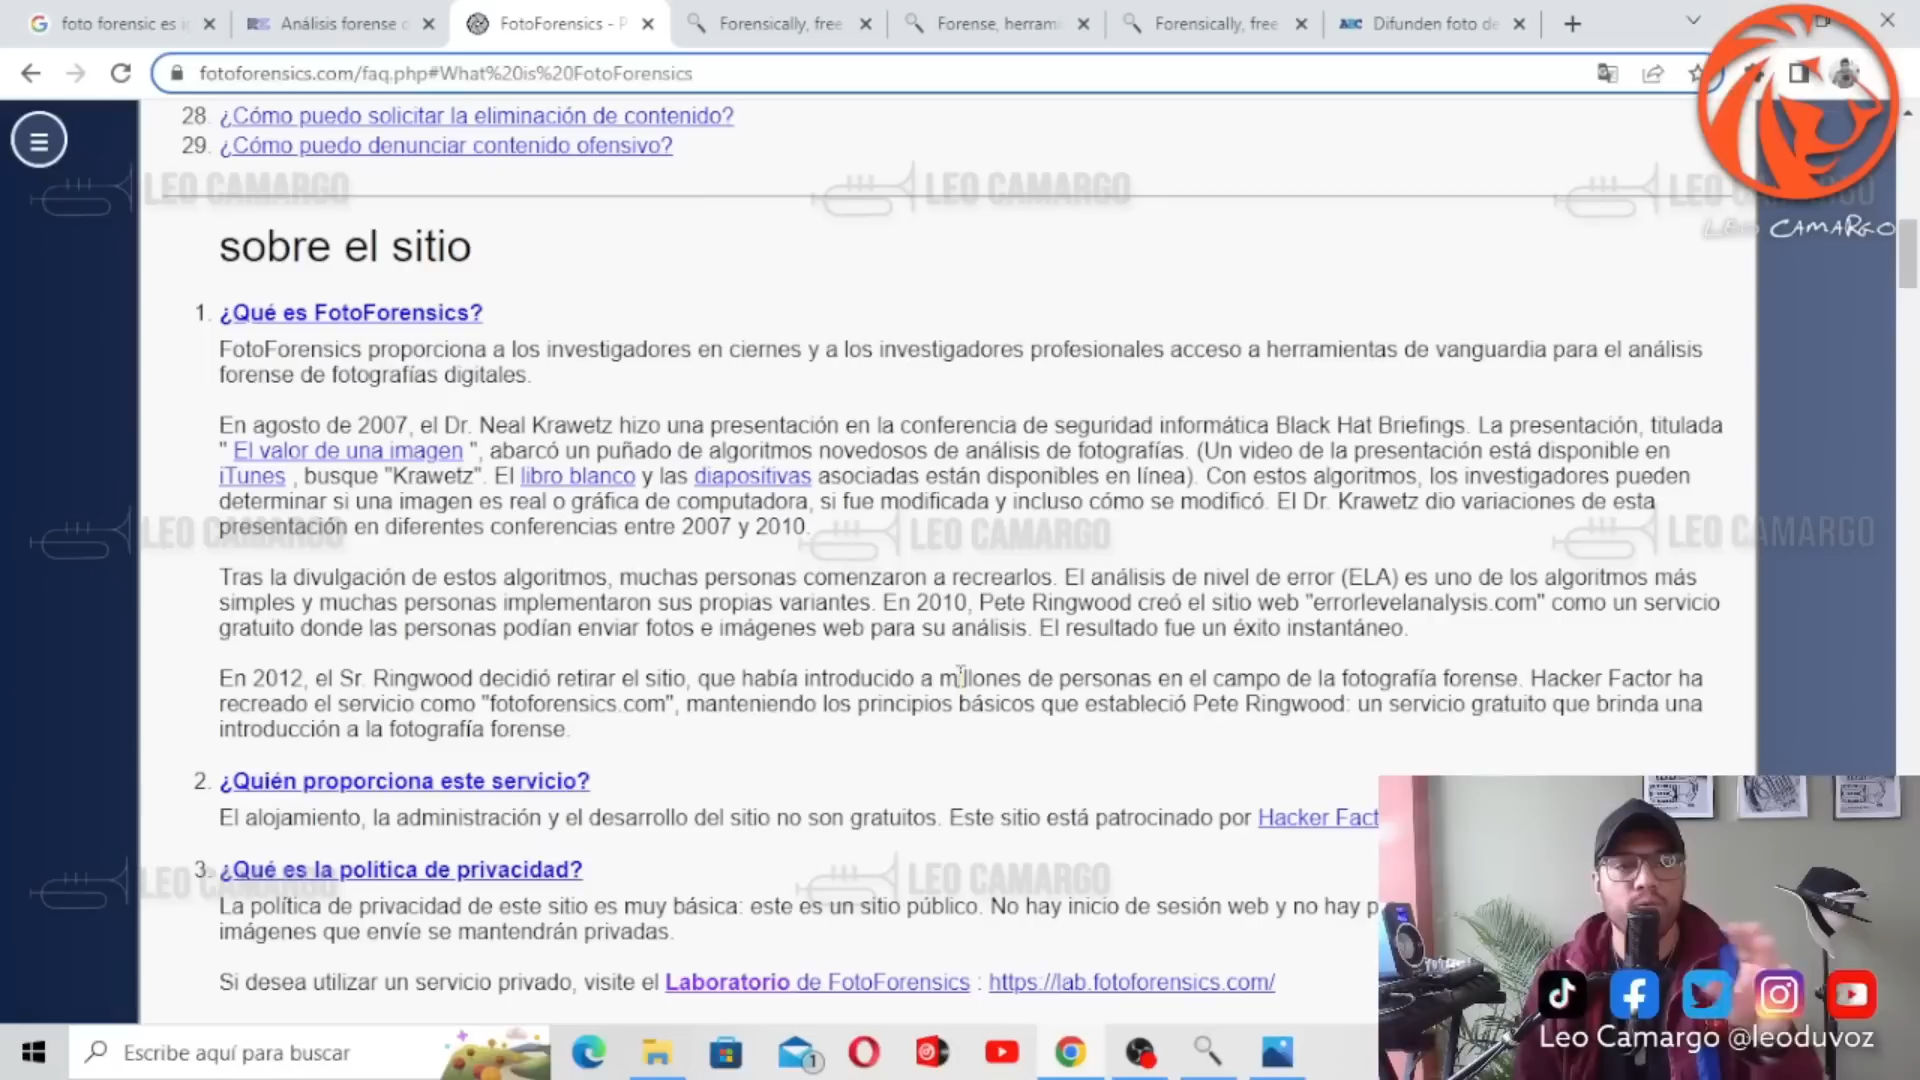 foto forensic es i
Análisis forense
FotoForensics - P
Forensically, free
Forense, herrami
Forensically, free
ABC
Difunden foto de
fotoforensics.com/faq.php#What%20is%20FotoForensics
28. ¿Cómo puedo solicitar la eliminación de contenido?
29. ¿Cómo puedo denunciar contenido ofensivo?
LEO CAMARGO
LEO CAMARGO
LEO
LEO CAMARGO
sobre el sitio
1. ¿Qué es FotoForensics?
FotoForensics proporciona a los investigadores en ciernes y a los investigadores profesionales acceso a herramientas de vanguardia para el análisis
forense de fotografías digitales.
En agosto de 2007, el Dr. Neal Krawetz hizo una presentación en la conferencia de seguridad informática Black Hat Briefings. La presentación, titulada
" El valor de una imagen ", abarcó un puñado de algoritmos novedosos de análisis de fotografías. (Un video de la presentación está disponible en
iTunes , busque "Krawetz". El libro blanco y las diapositivas asociadas están disponibles en línea). Con estos algoritmos, los investigadores pueden
determinar si una imagen es real o gráfica de computadora, si fue modificada y incluso cómo se modificó. El Dr. Krawetz dio variaciones de esta
presentación en diferentes conferencias entre 2007 y 2010.
LEO CAMARGO
LEO CAMARGO
LEO CAMARGO
Tras la divulgación de estos algoritmos, muchas personas comenzaron a recrearlos. El análisis de nivel de error (ELA) es uno de los algoritmos más
simples y muchas personas implementaron sus propias variantes. En 2010, Pete Ringwood creó el sitio web "errorlevelanalysis.com" como un servicio
gratuito donde las personas podían enviar fotos e imágenes web para su análisis. El resultado fue un éxito instantáneo.
En 2012, el Sr. Ringwood decidió retirar el sitio, que había introducido a millones de personas en el campo de la fotografía forense. Hacker Factor ha
recreado el servicio como "fotoforensics.com", manteniendo los principios básicos que estableció Pete Ringwood: un servicio gratuito que brinda una
introducción a la fotografía forense.
2. ¿Quién proporciona este servicio?
El alojamiento, la administración y el desarrollo del sitio no son gratuitos. Este sitio está patrocinado por Hacker Fact
3. ¿Qué es la política de privacidad?
LEO CAMARGO
LEO CAMARGO
La política de privacidad de este sitio es muy básica: este es un sitio público. No hay inicio de sesión web y no hay p
imágenes que envíe se mantendrán privadas.
Si desea utilizar un servicio privado, visite el Laboratorio de FotoForensics : https://lab.fotoforensics.com/
Leo Camargo @leoduvoz
Escribe aquí para buscar
1